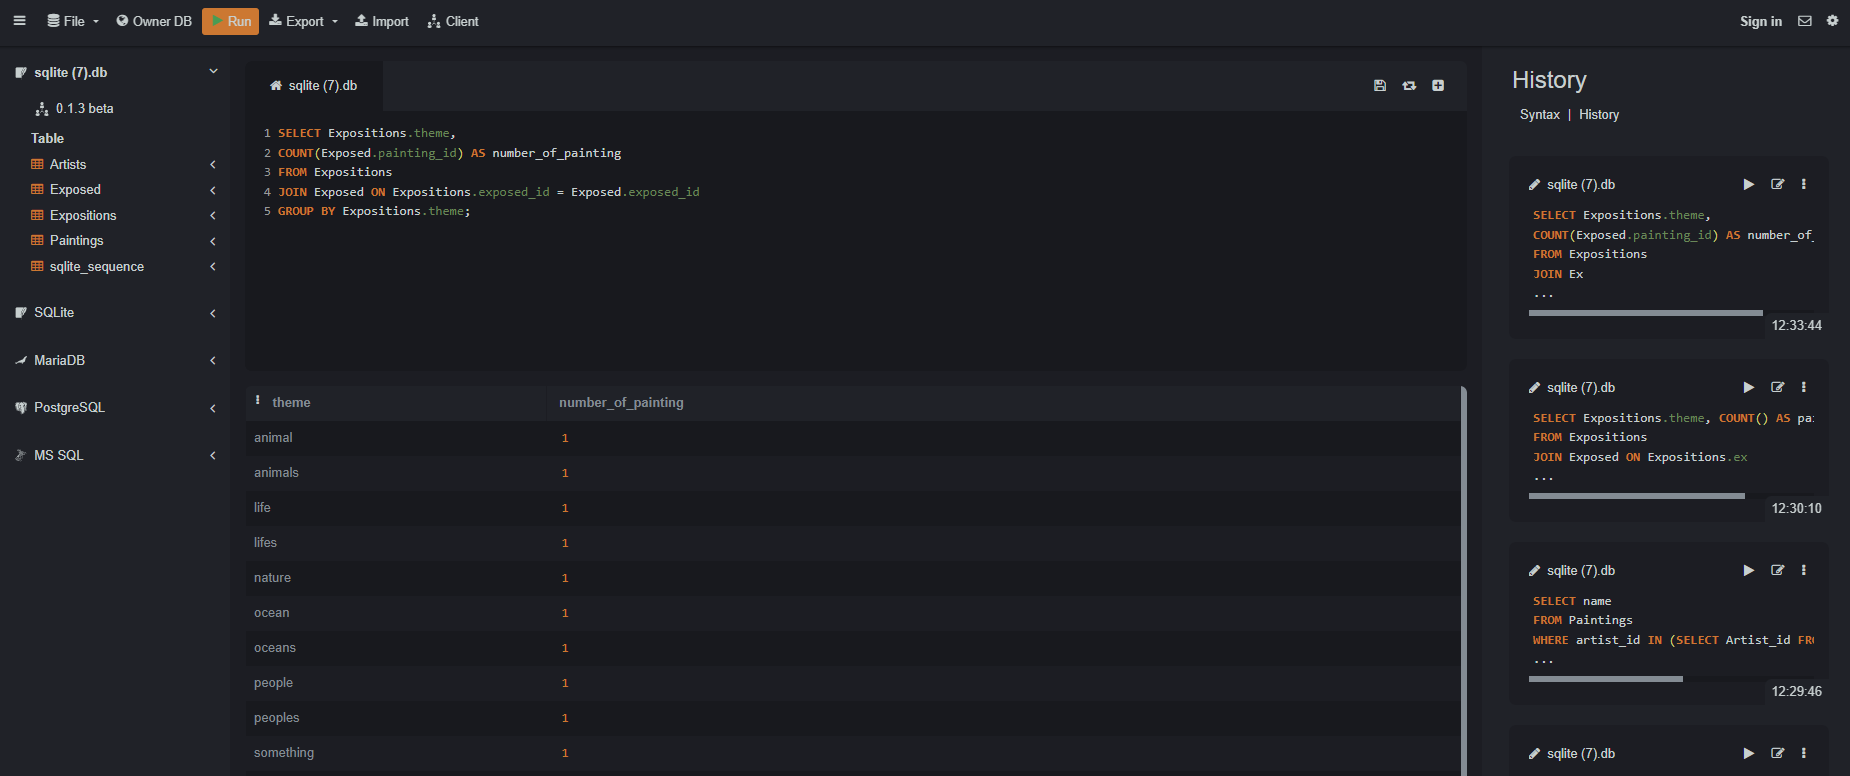 File Owner DB Run Export Import Client Sign in
sqlite (7).db
0.1.3 beta
Table
Artists
Exposed
Expositions
Paintings
sqlite_sequence
SQLite
MariaDB
PostgreSQL
MS SQL
sqlite (7).db
1 SELECT Expositions.theme,
2 COUNT(Exposed.painting_id) AS number_of_painting
3 FROM Expositions
4 JOIN Exposed ON Expositions.exposed_id = Exposed.exposed_id
5 GROUP BY Expositions.theme;
theme number_of_painting
animal 1
animals 1
life 1
lifes 1
nature 1
ocean 1
oceans 1
people 1
peoples 1
something 1
History
Syntax | History
sqlite (7).db
SELECT Expositions.theme,
COUNT(Exposed.painting_id) AS number_of_
FROM Expositions
JOIN Ex
...
12:33:44
sqlite (7).db
SELECT Expositions.theme, COUNT() AS pai
FROM Expositions
JOIN Exposed ON Expositions.ex
...
12:30:10
sqlite (7).db
SELECT name
FROM Paintings
WHERE artist_id IN (SELECT Artist_id FRO
...
12:29:46
sqlite (7).db